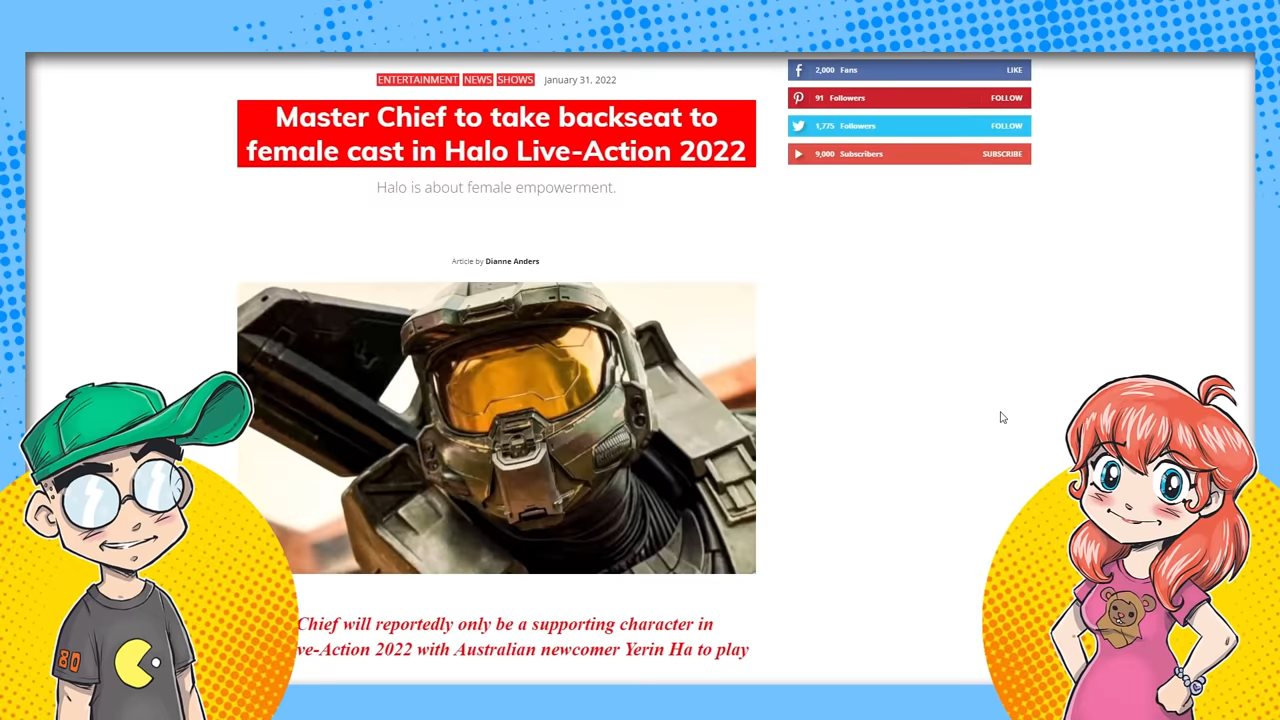 ENTERTAINMENT NEWS SHOWS January 31, 2022
Master Chief to take backseat to
female cast in Halo Live-Action 2022
Halo is about female empowerment.
Article by Dianne Anders
Chief will reportedly only be a supporting character in
ve-Action 2022 with Australian newcomer Yerin Ha to play
2,000 Fans LIKE
91 Followers FOLLOW
1,775 Followers FOLLOW
9,000 Subscribers SUBSCRIBE
80